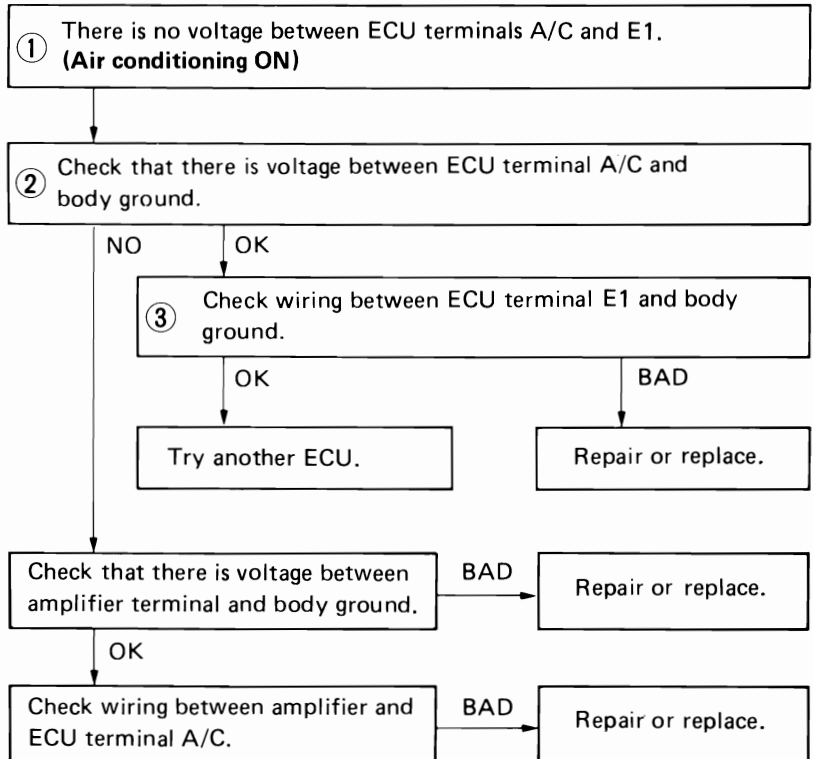 ① There is no voltage between ECU terminals A/C and E1.
(Air conditioning ON)
② Check that there is voltage between ECU terminal A/C and
body ground.
NO
OK
③ Check wiring between ECU terminal E1 and body
ground.
OK
BAD
Try another ECU.
Repair or replace.
Check that there is voltage between
amplifier terminal and body ground.
BAD
Repair or replace.
OK
Check wiring between amplifier and
ECU terminal A/C.
BAD
Repair or replace.